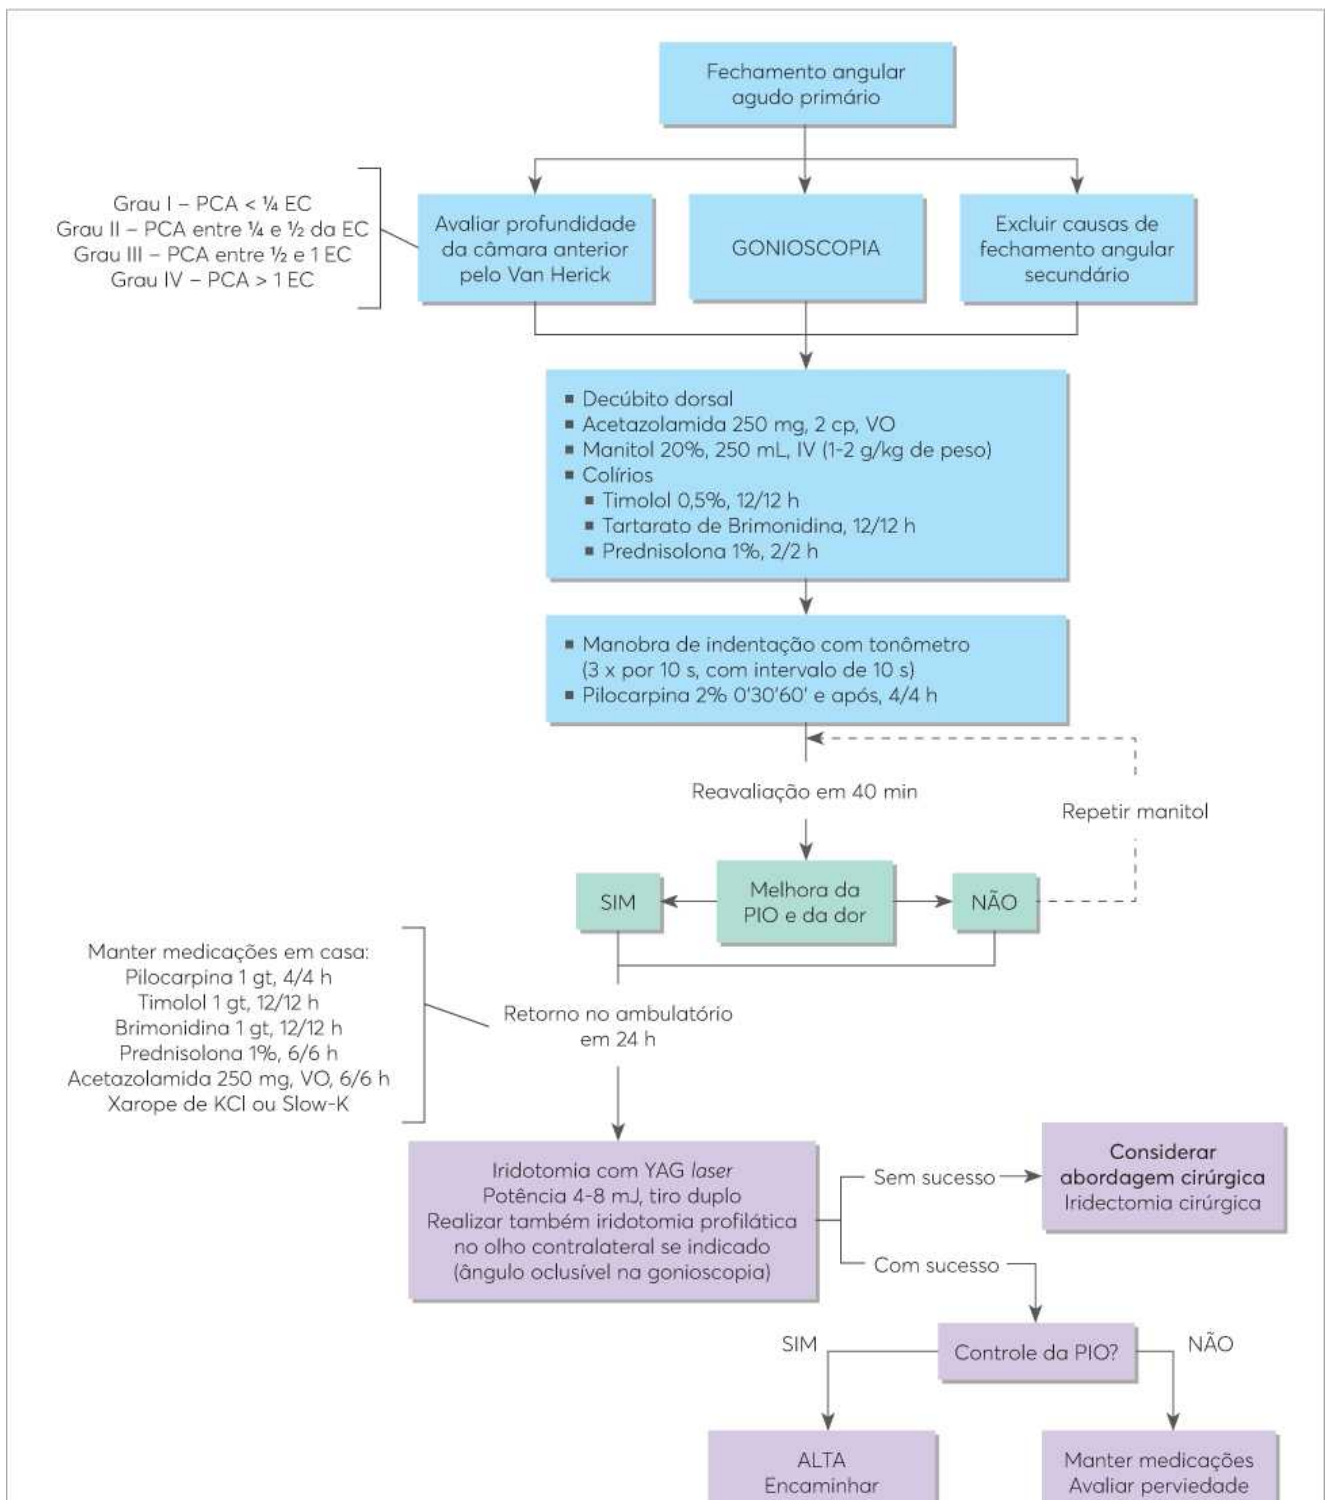 Fechamento angular
agudo primário
Grau I – PCA < ¼ EC
Grau II – PCA entre ¼ e ½ da EC
Grau III – PCA entre ½ e 1 EC
Grau IV – PCA > 1 EC
Avaliar profundidade
da câmara anterior
pelo Van Herick
GONIOSCOPIA
Excluir causas de
fechamento angular
secundário
▪ Decúbito dorsal
▪ Acetazolamida 250 mg, 2 cp, VO
▪ Manitol 20%, 250 mL, IV (1-2 g/kg de peso)
▪ Colírios
▪ Timolol 0,5%, 12/12 h
▪ Tartarato de Brimonidina, 12/12 h
▪ Prednisolona 1%, 2/2 h
▪ Manobra de indentação com tonômetro
(3 x por 10 s, com intervalo de 10 s)
▪ Pilocarpina 2% 0'30'60' e após, 4/4 h
Reavaliação em 40 min
Repetir manitol
SIM
Melhora da
PIO e da dor
NÃO
Manter medicações em casa:
Pilocarpina 1 gt, 4/4 h
Timolol 1 gt, 12/12 h
Brimonidina 1 gt, 12/12 h
Prednisolona 1%, 6/6 h
Acetazolamida 250 mg, VO, 6/6 h
Xarope de KCl ou Slow-K
Retorno no ambulatório
em 24 h
Iridotomia com YAG laser
Potência 4-8 mJ, tiro duplo
Realizar também iridotomia profilática
no olho contralateral se indicado
(ângulo oclusível na gonioscopia)
Sem sucesso
Considerar
abordagem cirúrgica
Iridectomia cirúrgica
Com sucesso
SIM
Controle da PIO?
NÃO
ALTA
Encaminhar
Manter medicações
Avaliar perviedade